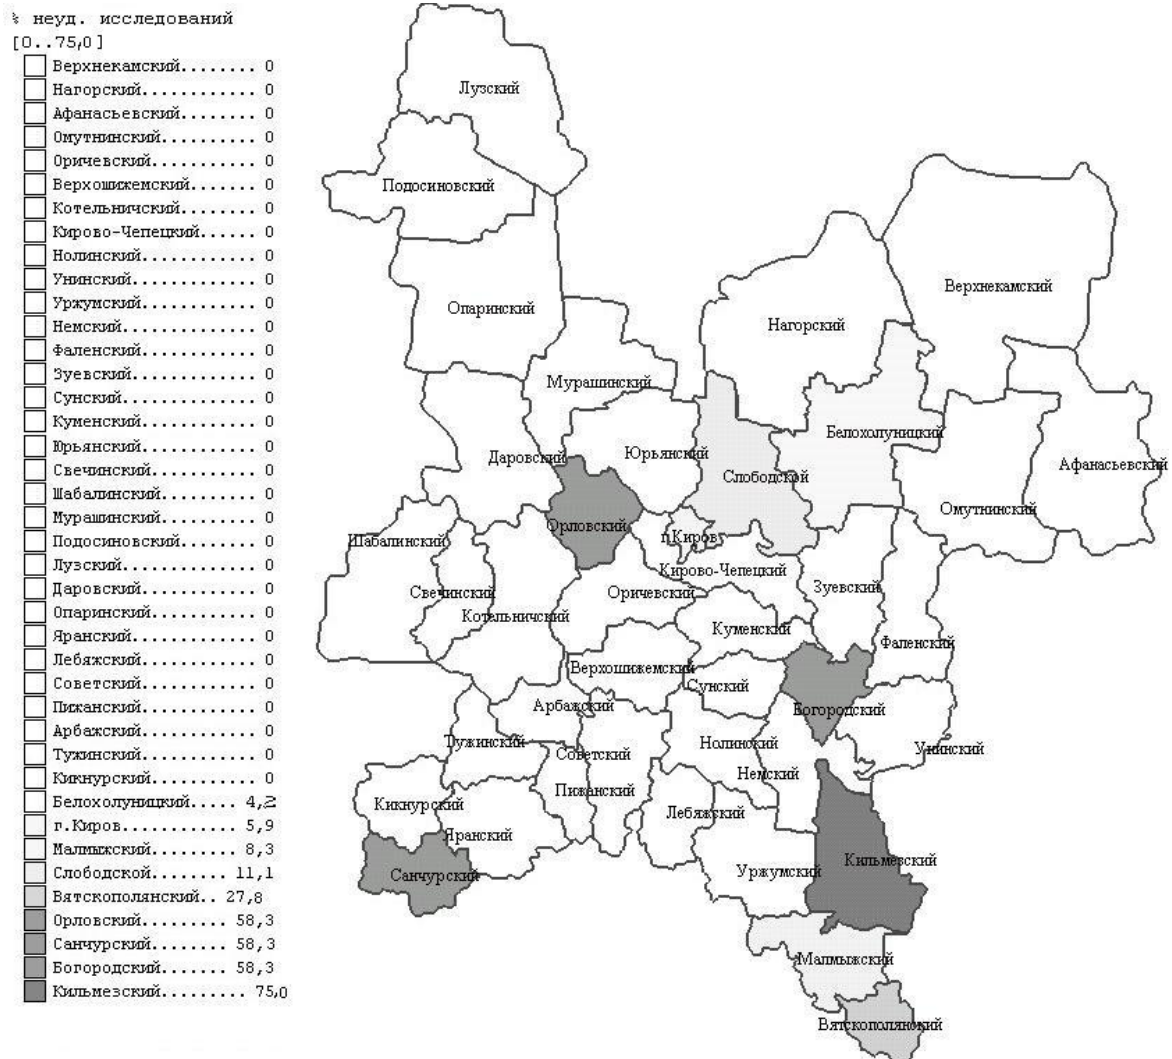 % неуд. исследований
[0..75,0]
Верхнекамский........ 0
Нагорский............ 0
Афанасьевский........ 0
Омутнинский.......... 0
Оричевский........... 0
Верхошижемский....... 0
Котельничский........ 0
Кирово-Чепецкий...... 0
Нолинский............ 0
Унинский............. 0
Уржумский............ 0
Немский.............. 0
Фаленский............ 0
Зуевский............. 0
Сунский.............. 0
Куменский............ 0
Юрьянский............ 0
Свечинский........... 0
Шабалинский.......... 0
Мурашинский.......... 0
Подосиновский........ 0
Лузский.............. 0
Даровский............ 0
Опаринский........... 0
Яранский............. 0
Лебяжский............ 0
Советский............ 0
Пижанский............ 0
Арбажский............ 0
Тужинский............ 0
Кикнурский........... 0
Белохолуницкий..... 4,2
г.Киров............ 5,9
Малмыжский......... 8,3
Слободской........ 11,1
Вятскополянский.. 27,8
Орловский......... 58,3
Санчурский........ 58,3
Богородский....... 58,3
Кильмезский......... 75,0
Лузский
Подосиновский
Верхнекамский
Опаринский
Нагорский
Мурашинский
Белохолуницкий
Юрьянский
Даровский
Афанасьевский
Слободской
Омутнинский
Орловский
г.Киров
Шабалинский
Кирово-Чепецкий
Зуевский
Свечинский
Оричевский
Котельничский
Куменский
Фаленский
Верхошижемский
Сунский
Арбажский
Богородский
Тужинский
Нолинский
Унинский
Советский
Немский
Пижанский
Кикнурский
Лебяжский
Яранский
Кильмезский
Уржумский
Санчурский
Малмыжский
Вятскополянский